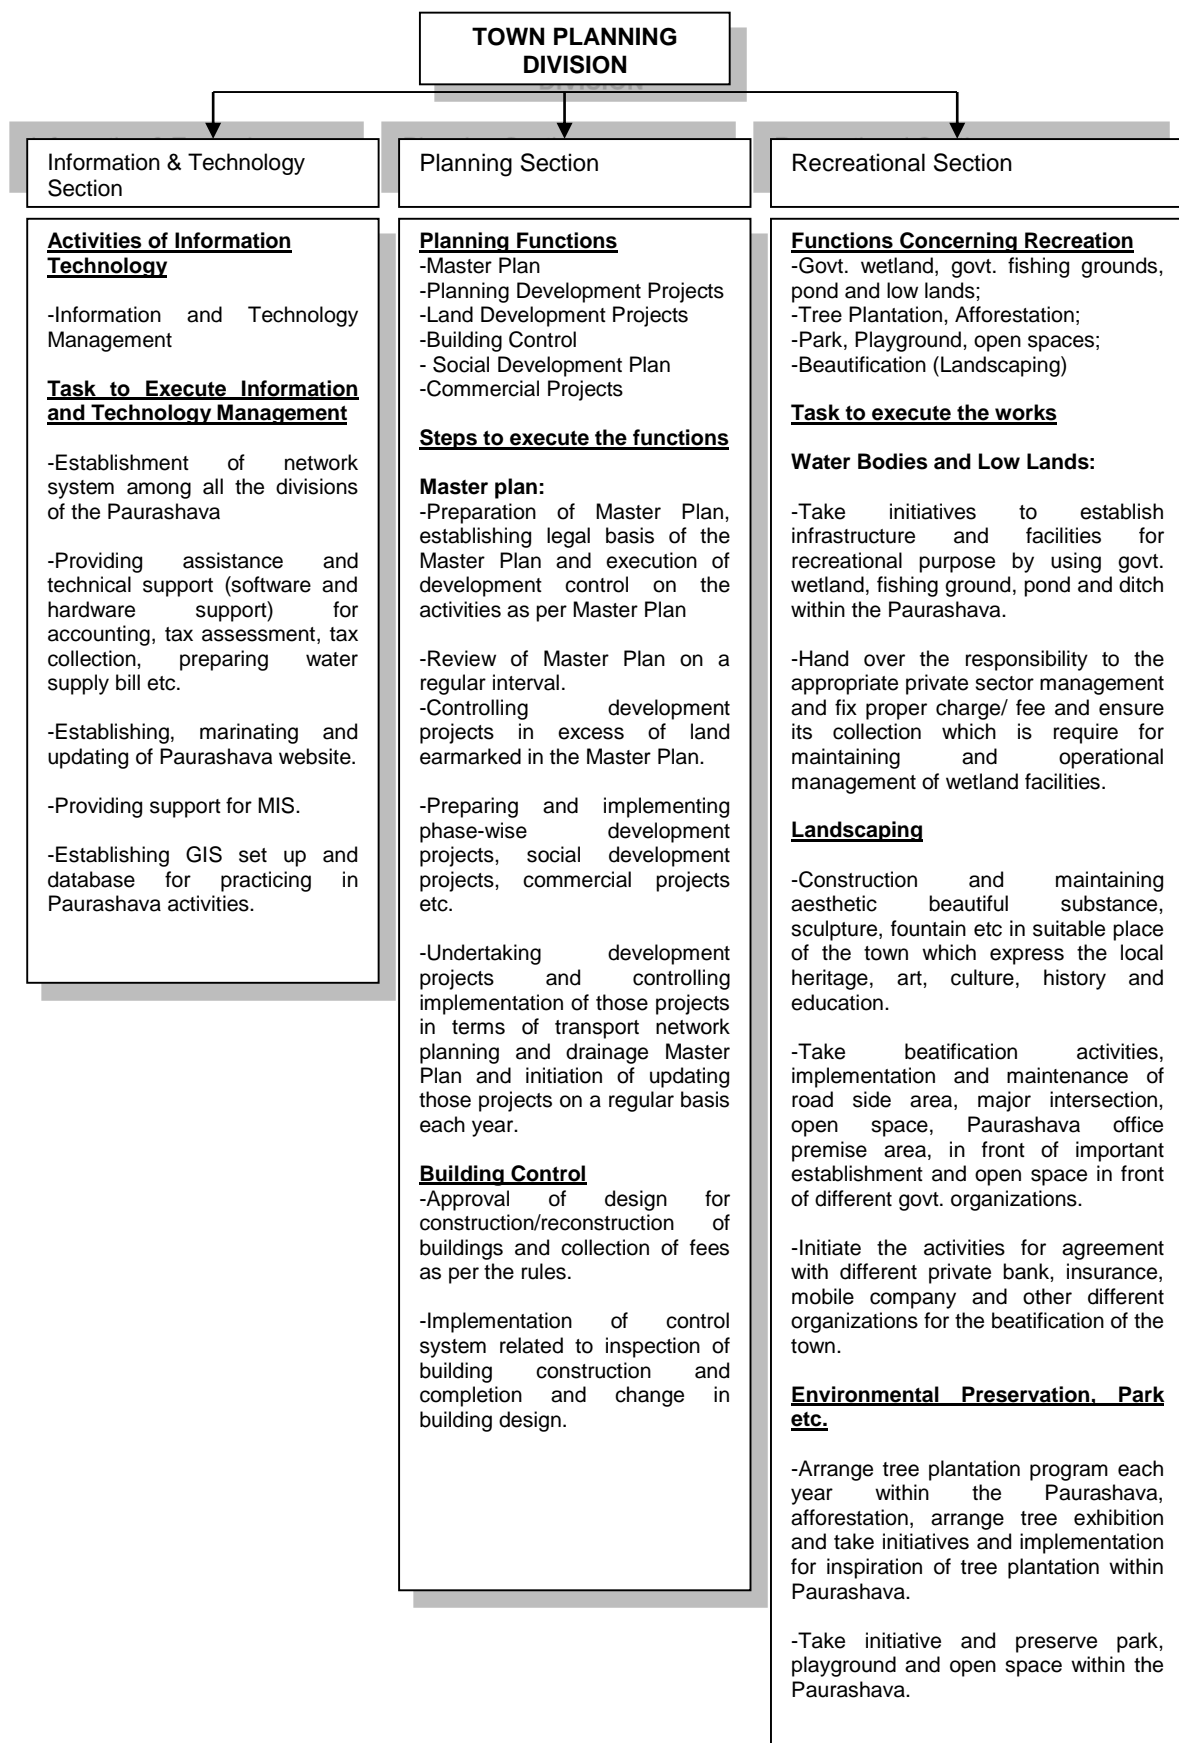 TOWN PLANNING
DIVISION
Information & Technology
Section
Activities of Information
Technology
-Information and Technology
Management
Task to Execute Information
and Technology Management
-Establishment of network
system among all the divisions
of the Paurashava
-Providing assistance and
technical support (software and
hardware support) for
accounting, tax assessment, tax
collection, preparing water
supply bill etc.
-Establishing, marinating and
updating of Paurashava website.
-Providing support for MIS.
-Establishing GIS set up and
database for practicing in
Paurashava activities.
Planning Section
Planning Functions
-Master Plan
-Planning Development Projects
-Land Development Projects
-Building Control
- Social Development Plan
-Commercial Projects
Steps to execute the functions
Master plan:
-Preparation of Master Plan,
establishing legal basis of the
Master Plan and execution of
development control on the
activities as per Master Plan
-Review of Master Plan on a
regular interval.
-Controlling development
projects in excess of land
earmarked in the Master Plan.
-Preparing and implementing
phase-wise development
projects, social development
projects, commercial projects
etc.
-Undertaking development
projects and controlling
implementation of those projects
in terms of transport network
planning and drainage Master
Plan and initiation of updating
those projects on a regular basis
each year.
Building Control
-Approval of design for
construction/reconstruction of
buildings and collection of fees
as per the rules.
-Implementation of control
system related to inspection of
building construction and
completion and change in
building design.
Recreational Section
Functions Concerning Recreation
-Govt. wetland, govt. fishing grounds,
pond and low lands;
-Tree Plantation, Afforestation;
-Park, Playground, open spaces;
-Beautification (Landscaping)
Task to execute the works
Water Bodies and Low Lands:
-Take initiatives to establish
infrastructure and facilities for
recreational purpose by using govt.
wetland, fishing ground, pond and ditch
within the Paurashava.
-Hand over the responsibility to the
appropriate private sector management
and fix proper charge/ fee and ensure
its collection which is require for
maintaining and operational
management of wetland facilities.
Landscaping
-Construction and maintaining
aesthetic beautiful substance,
sculpture, fountain etc in suitable place
of the town which express the local
heritage, art, culture, history and
education.
-Take beatification activities,
implementation and maintenance of
road side area, major intersection,
open space, Paurashava office
premise area, in front of important
establishment and open space in front
of different govt. organizations.
-Initiate the activities for agreement
with different private bank, insurance,
mobile company and other different
organizations for the beatification of the
town.
Environmental Preservation, Park
etc.
-Arrange tree plantation program each
year within the Paurashava,
afforestation, arrange tree exhibition
and take initiatives and implementation
for inspiration of tree plantation within
Paurashava.
-Take initiative and preserve park,
playground and open space within the
Paurashava.